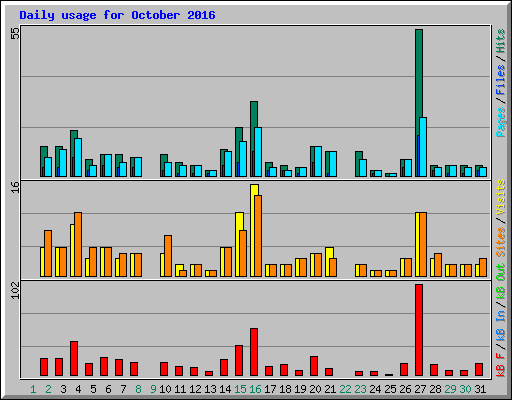 Daily usage for October 2016
55
16
102
Pages / Files / Hits
Sites / Visits
kB F / kB In / kB Out
1 2 3 4 5 6 7 8 9 10 11 12 13 14 15 16 17 18 19 20 21 22 23 24 25 26 27 28 29 30 31